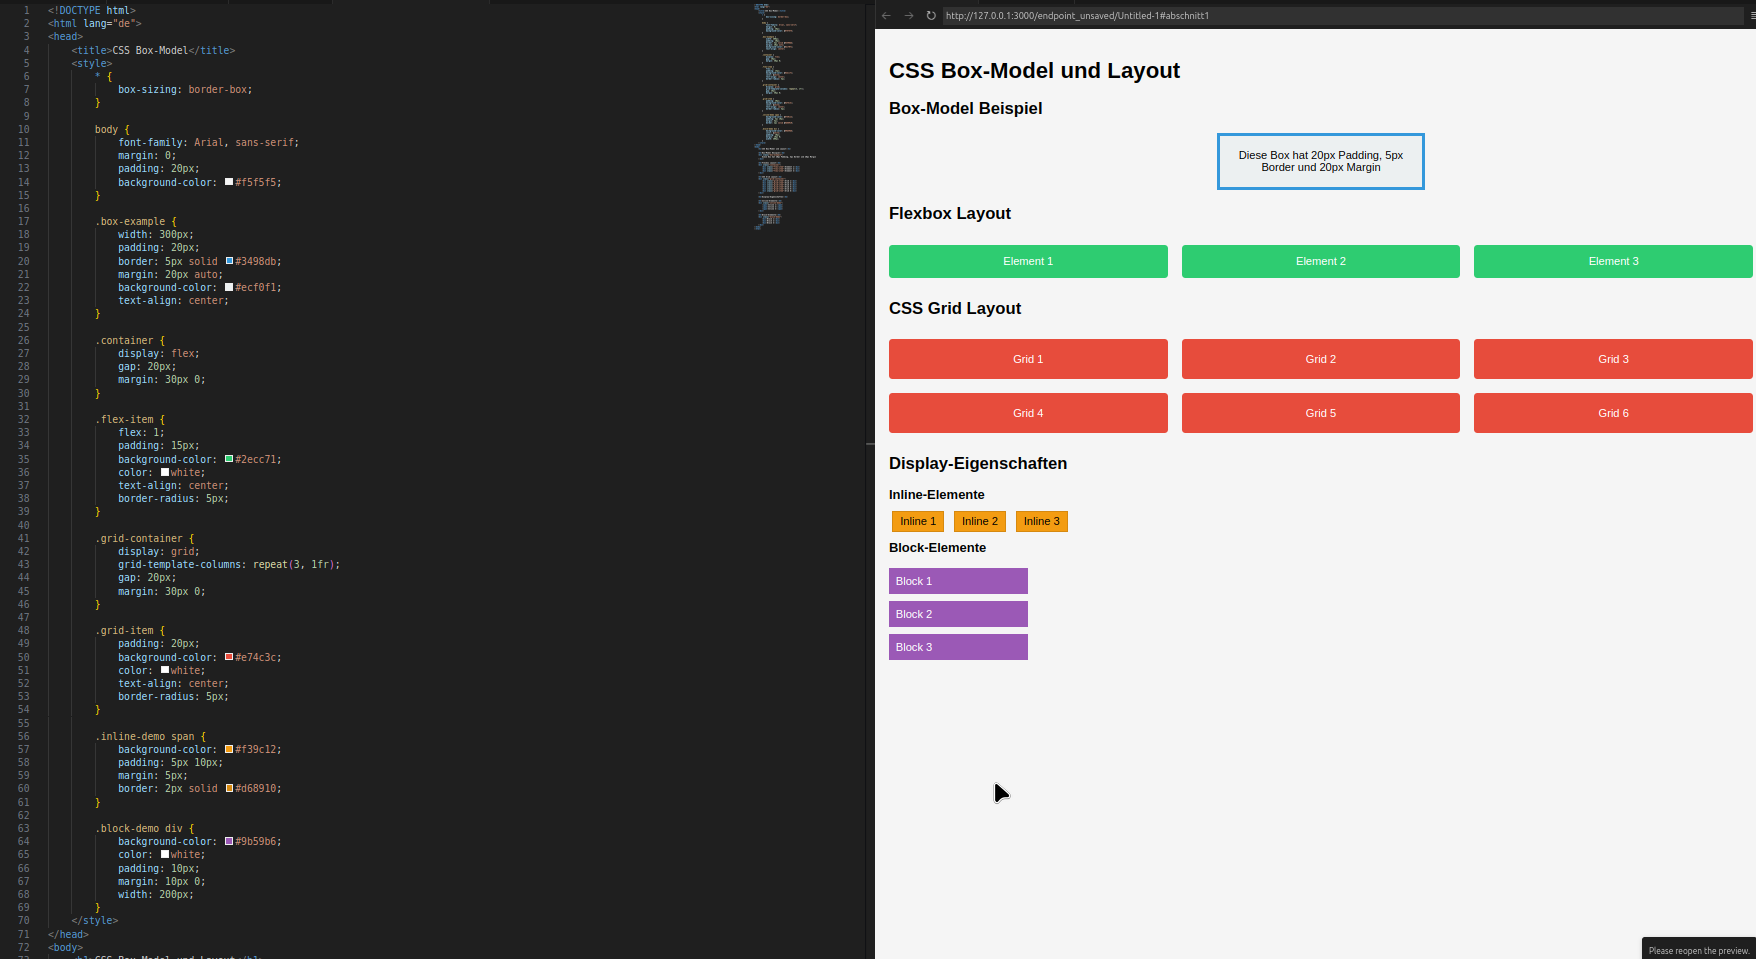 1 <!DOCTYPE html>
2 <html lang="de">
3 <head>
4 <title>CSS Box-Model</title>
5 <style>
6 * {
7 box-sizing: border-box;
8 }
9
10 body {
11 font-family: Arial, sans-serif;
12 margin: 0;
13 padding: 20px;
14 background-color: #f5f5f5;
15 }
16
17 .box-example {
18 width: 300px;
19 padding: 20px;
20 border: 5px solid #3498db;
21 margin: 20px auto;
22 background-color: #ecf0f1;
23 text-align: center;
24 }
25
26 .container {
27 display: flex;
28 gap: 20px;
29 margin: 30px 0;
30 }
31
32 .flex-item {
33 flex: 1;
34 padding: 15px;
35 background-color: #2ecc71;
36 color: white;
37 text-align: center;
38 border-radius: 5px;
39 }
40
41 .grid-container {
42 display: grid;
43 grid-template-columns: repeat(3, 1fr);
44 gap: 20px;
45 margin: 30px 0;
46 }
47
48 .grid-item {
49 padding: 20px;
50 background-color: #e74c3c;
51 color: white;
52 text-align: center;
53 border-radius: 5px;
54 }
55
56 .inline-demo span {
57 background-color: #f39c12;
58 padding: 5px 10px;
59 margin: 5px;
60 border: 2px solid #d68910;
61 }
62
63 .block-demo div {
64 background-color: #9b59b6;
65 color: white;
66 padding: 10px;
67 margin: 10px 0;
68 width: 200px;
69 }
70 </style>
71 </head>
72 <body>
http://127.0.0.1:3000/endpoint_unsaved/Untitled-1#abschnitt1
CSS Box-Model und Layout
Box-Model Beispiel
Diese Box hat 20px Padding, 5px
Border und 20px Margin
Flexbox Layout
Element 1 Element 2 Element 3
CSS Grid Layout
Grid 1 Grid 2 Grid 3
Grid 4 Grid 5 Grid 6
Display-Eigenschaften
Inline-Elemente
Inline 1 Inline 2 Inline 3
Block-Elemente
Block 1
Block 2
Block 3
Please reopen the preview.